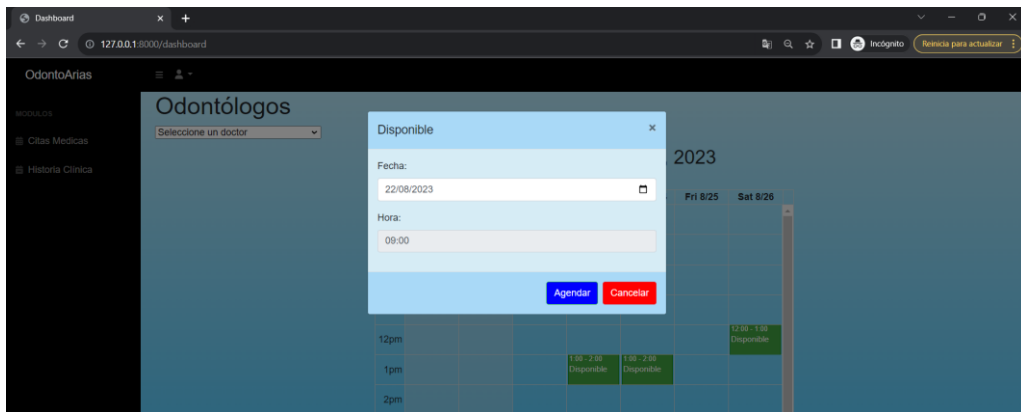 Dashboard
127.0.0.1:8000/dashboard
Incógnito
Reinicia para actualizar
OdontoArias
MODULOS
Citas Medicas
Historia Clínica
Odontólogos
Seleccione un doctor
2023
Disponible
×
Fecha:
22/08/2023
Hora:
09:00
Agendar
Cancelar
Fri 8/25
Sat 8/26
12pm
12:00 - 1:00
Disponible
1pm
1:00 - 2:00
Disponible
1:00 - 2:00
Disponible
2pm